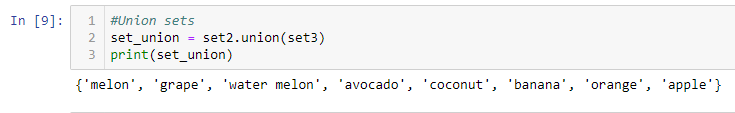 In [9]:
1 #Union sets
2 set_union = set2.union(set3)
3 print(set_union)
{'melon', 'grape', 'water melon', 'avocado', 'coconut', 'banana', 'orange', 'apple'}